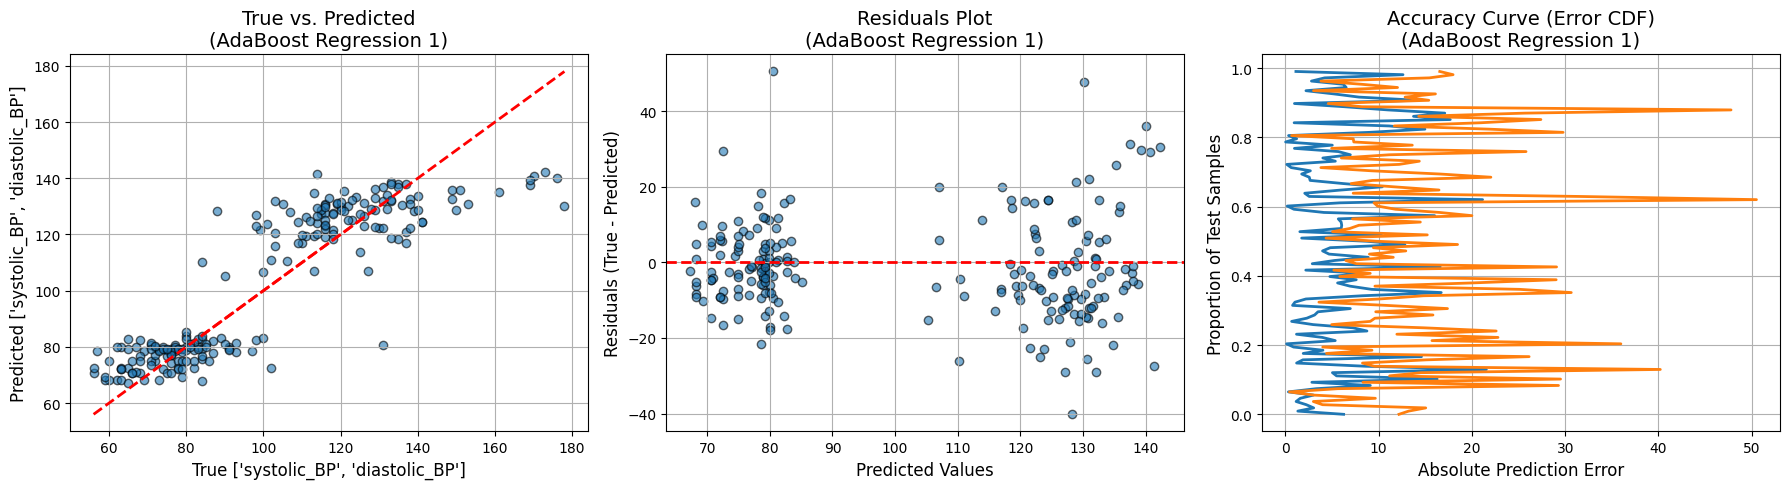 True vs. Predicted
(AdaBoost Regression 1)
Predicted ['systolic_BP', 'diastolic_BP']
180
160
140
120
100
80
60
60 80 100 120 140 160 180
True ['systolic_BP', 'diastolic_BP']
Residuals Plot
(AdaBoost Regression 1)
Residuals (True - Predicted)
40
20
0
−20
−40
70 80 90 100 110 120 130 140
Predicted Values
Accuracy Curve (Error CDF)
(AdaBoost Regression 1)
Proportion of Test Samples
1.0
0.8
0.6
0.4
0.2
0.0
0 10 20 30 40 50
Absolute Prediction Error